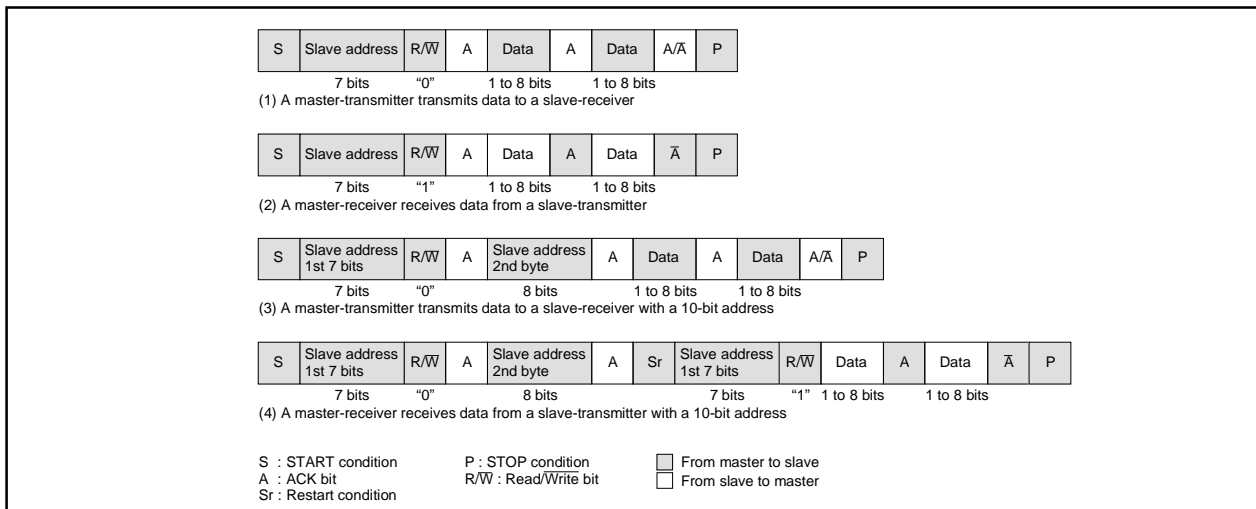 S Slave address R/W̅ A Data A Data A/A̅ P
7 bits “0” 1 to 8 bits 1 to 8 bits
(1) A master-transmitter transmits data to a slave-receiver
S Slave address R/W̅ A Data A Data A̅ P
7 bits “1” 1 to 8 bits 1 to 8 bits
(2) A master-receiver receives data from a slave-transmitter
S Slave address 1st 7 bits R/W̅ A Slave address 2nd byte A Data A Data A/A̅ P
7 bits “0” 8 bits 1 to 8 bits 1 to 8 bits
(3) A master-transmitter transmits data to a slave-receiver with a 10-bit address
S Slave address 1st 7 bits R/W̅ A Slave address 2nd byte A Sr Slave address 1st 7 bits R/W̅ Data A Data A̅ P
7 bits “0” 8 bits 7 bits “1” 1 to 8 bits 1 to 8 bits
(4) A master-receiver receives data from a slave-transmitter with a 10-bit address
S : START condition P : STOP condition From master to slave
A : ACK bit R/W̅ : Read/W̅r̅i̅t̅e̅ bit From slave to master
Sr : Restart condition